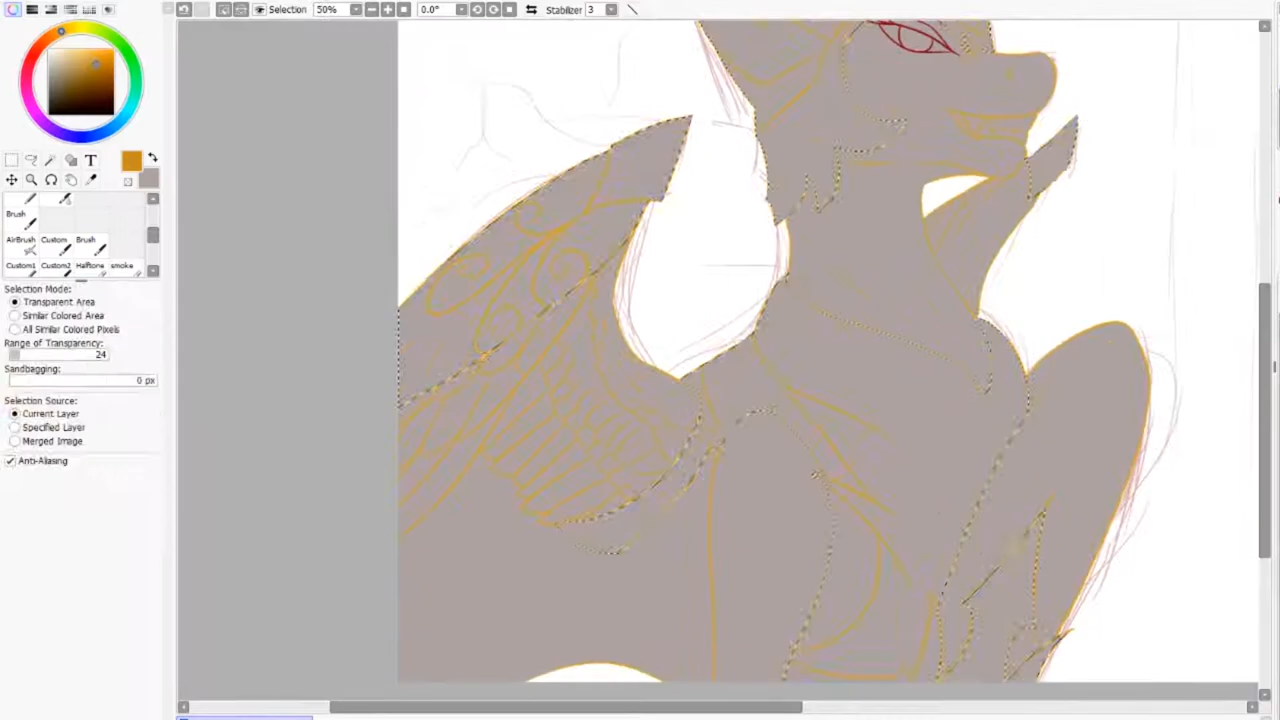 Selection 50% 0.0° Stabilizer 3
T
Brush
AirBrush Custom Brush
Custom1 Custom2 Halftone smoke
Selection Mode:
Transparent Area
Similar Colored Area
All Similar Colored Pixels
Range of Transparency:
24
Sandbagging:
0 px
Selection Source:
Current Layer
Specified Layer
Merged Image
Anti-Aliasing